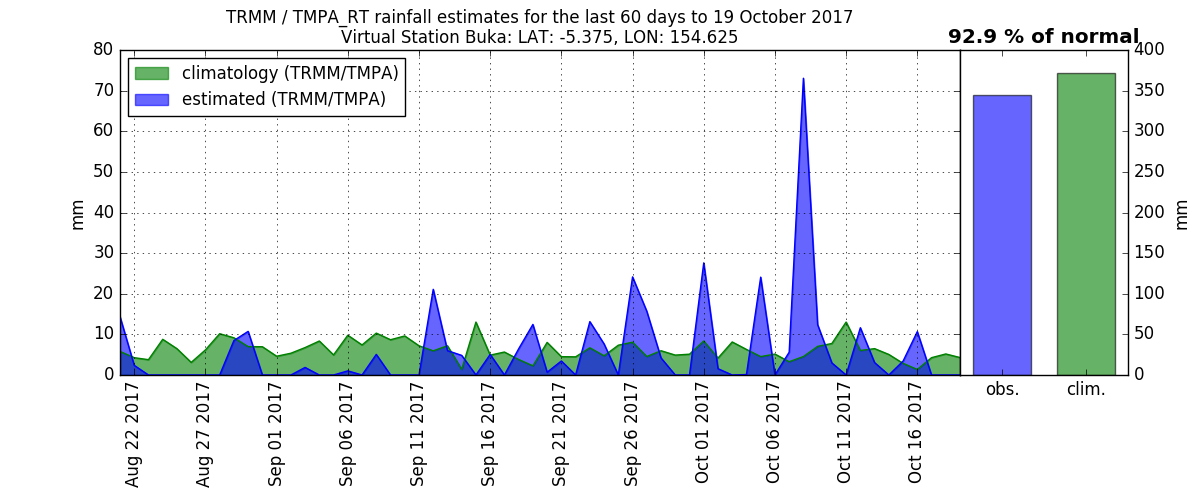 TRMM / TMPA_RT rainfall estimates for the last 60 days to 19 October 2017
Virtual Station Buka: LAT: -5.375, LON: 154.625
92.9 % of normal
climatology (TRMM/TMPA)
estimated (TRMM/TMPA)
80
70
60
50
40
30
20
10
0
mm
400
350
300
250
200
150
100
50
0
mm
Aug 22 2017
Aug 27 2017
Sep 01 2017
Sep 06 2017
Sep 11 2017
Sep 16 2017
Sep 21 2017
Sep 26 2017
Oct 01 2017
Oct 06 2017
Oct 11 2017
Oct 16 2017
obs.
clim.